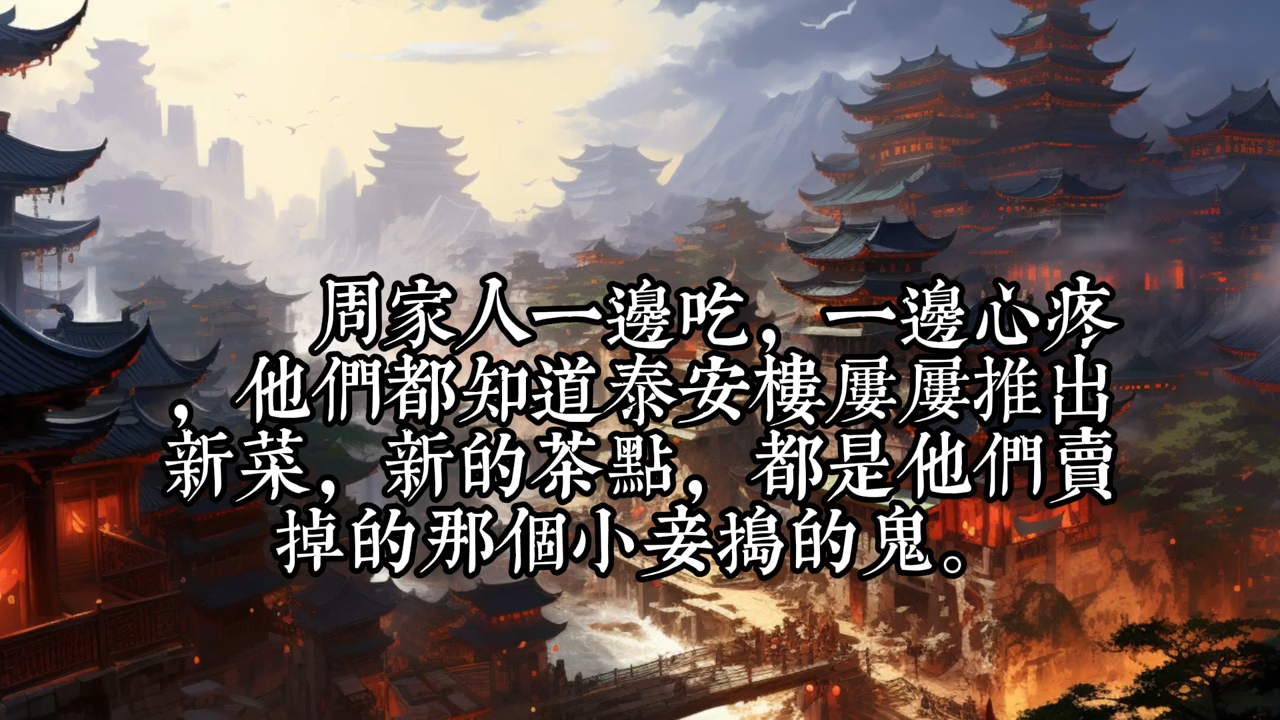 周家人一邊吃，一邊心疼
，他們都知道泰安樓屢屢推出
新菜，新的茶點，都是他們賣
掉的那個小妾搗的鬼。